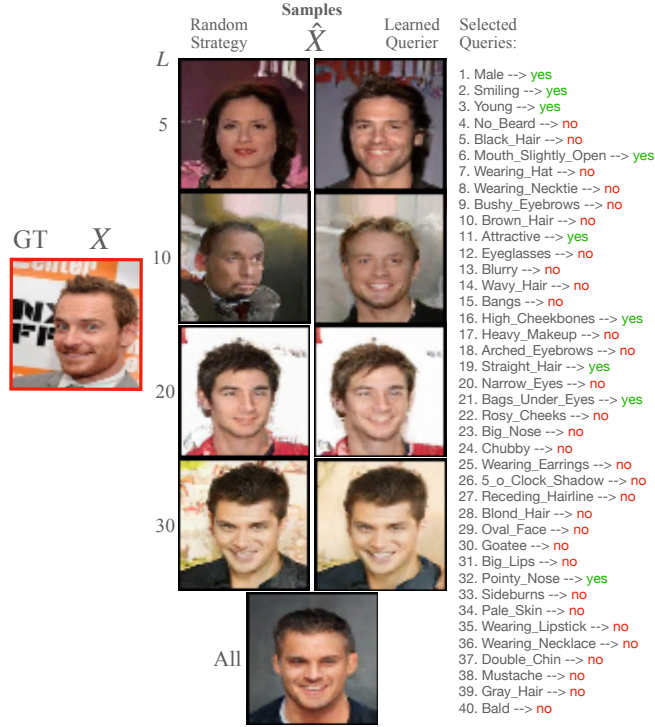 Samples
Random Strategy
X̂
Learned Querier
Selected Queries:
L
5
10
20
30
All
GT X
NX
FF
1. Male --> yes
2. Smiling --> yes
3. Young --> yes
4. No_Beard --> no
5. Black_Hair --> no
6. Mouth_Slightly_Open --> yes
7. Wearing_Hat --> no
8. Wearing_Necktie --> no
9. Bushy_Eyebrows --> no
10. Brown_Hair --> no
11. Attractive --> yes
12. Eyeglasses --> no
13. Blurry --> no
14. Wavy_Hair --> no
15. Bangs --> no
16. High_Cheekbones --> yes
17. Heavy_Makeup --> no
18. Arched_Eyebrows --> no
19. Straight_Hair --> yes
20. Narrow_Eyes --> no
21. Bags_Under_Eyes --> yes
22. Rosy_Cheeks --> no
23. Big_Nose --> no
24. Chubby --> no
25. Wearing_Earrings --> no
26. 5_o_Clock_Shadow --> no
27. Receding_Hairline --> no
28. Blond_Hair --> no
29. Oval_Face --> no
30. Goatee --> no
31. Big_Lips --> no
32. Pointy_Nose --> yes
33. Sideburns --> no
34. Pale_Skin --> no
35. Wearing_Lipstick --> no
36. Wearing_Necklace --> no
37. Double_Chin --> no
38. Mustache --> no
39. Gray_Hair --> no
40. Bald --> no